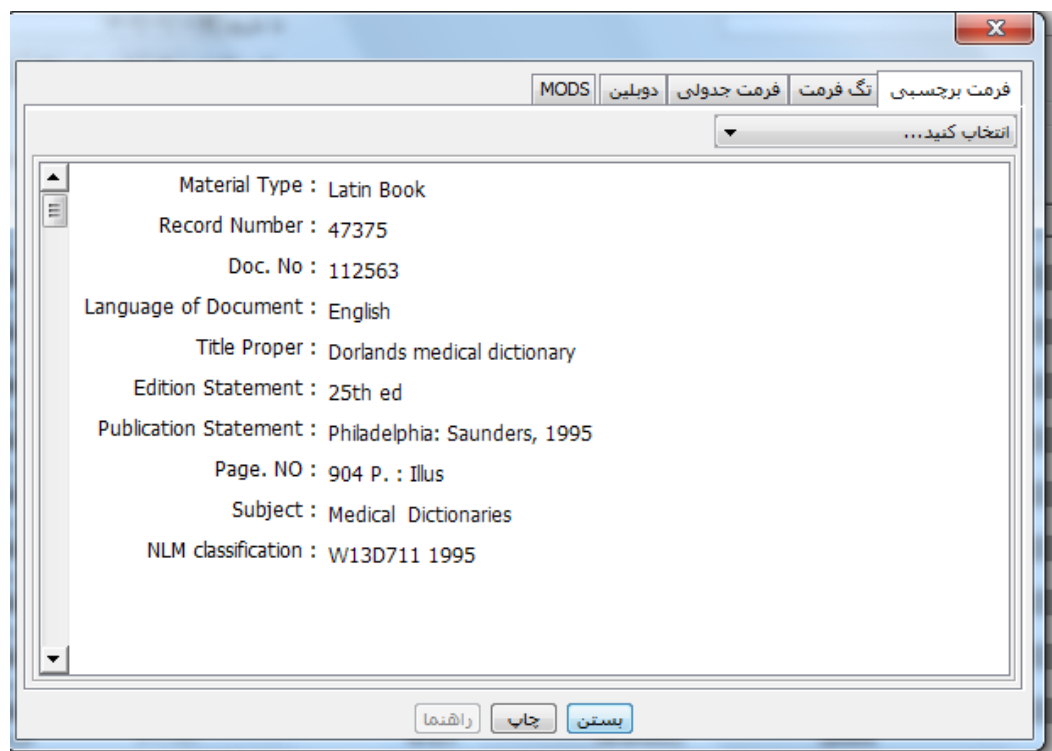 فرمت برچسبی تگ فرمت فرمت جدولی دوبلین MODS
انتخاب کنید...
Material Type : Latin Book
Record Number : 47375
Doc. No : 112563
Language of Document : English
Title Proper : Dorlands medical dictionary
Edition Statement : 25th ed
Publication Statement : Philadelphia: Saunders, 1995
Page. NO : 904 P. : Illus
Subject : Medical Dictionaries
NLM classification : W13D711 1995
بستن چاپ راهنما